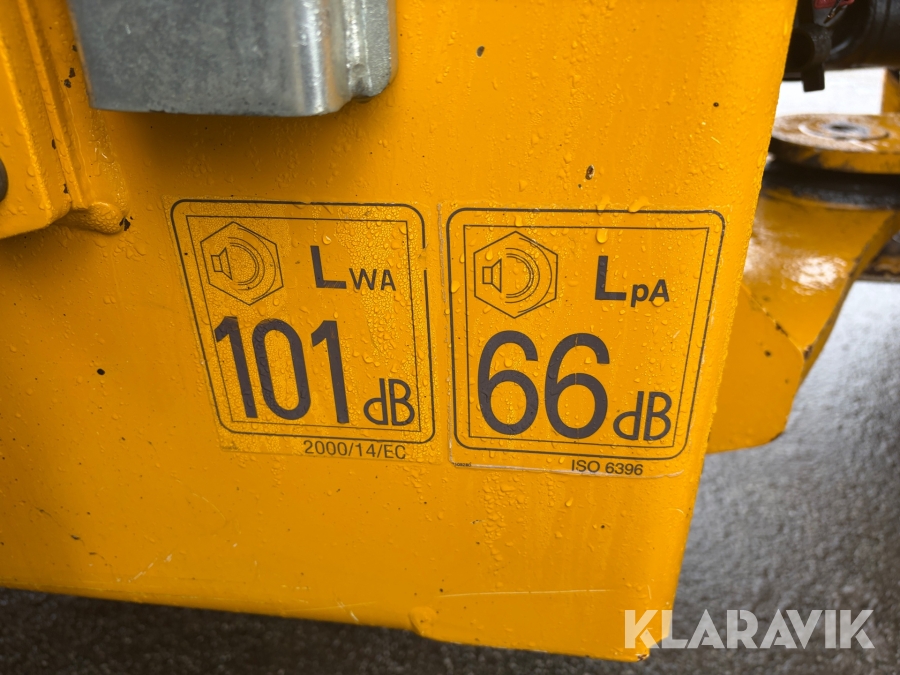 LWA
101 dB
2000/14/EC
LpA
66 dB
ISO 6396
KLARAVIK